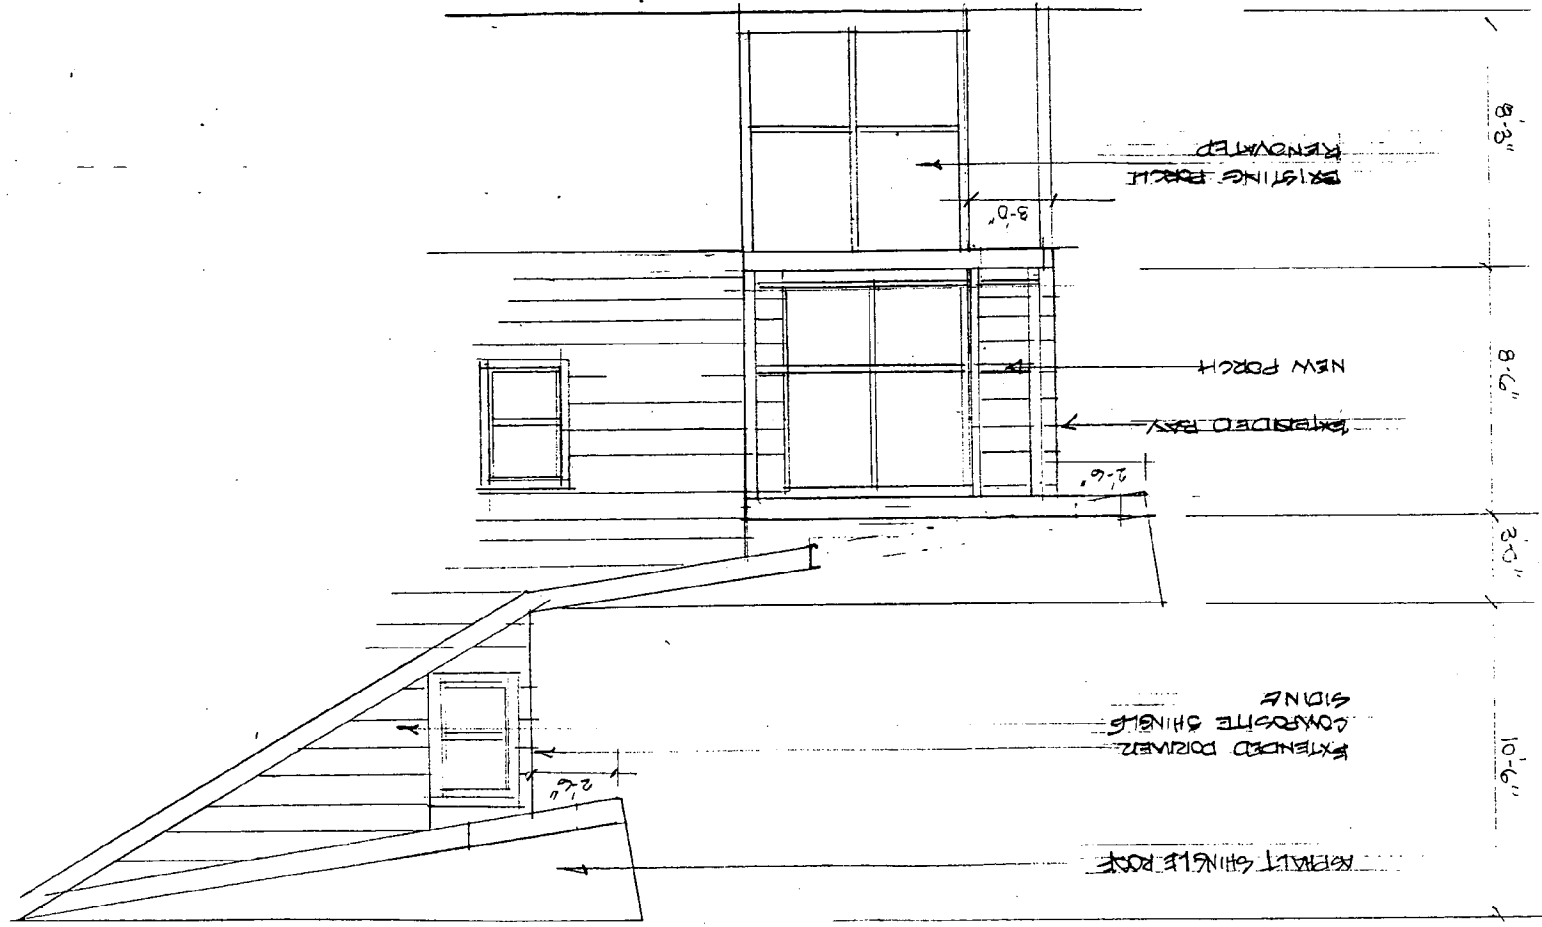 ASPHALT SHINGLE ROOF
10'-6"
2'-6"
EXTENDED DORMER
COMPOSITE SHINGLE
SIDING
3'-0"
2'-6"
EXTENDED BAY
NEW PORCH
8'-6"
3'-0"
EXISTING PORCH
RENOVATED
8'-3"